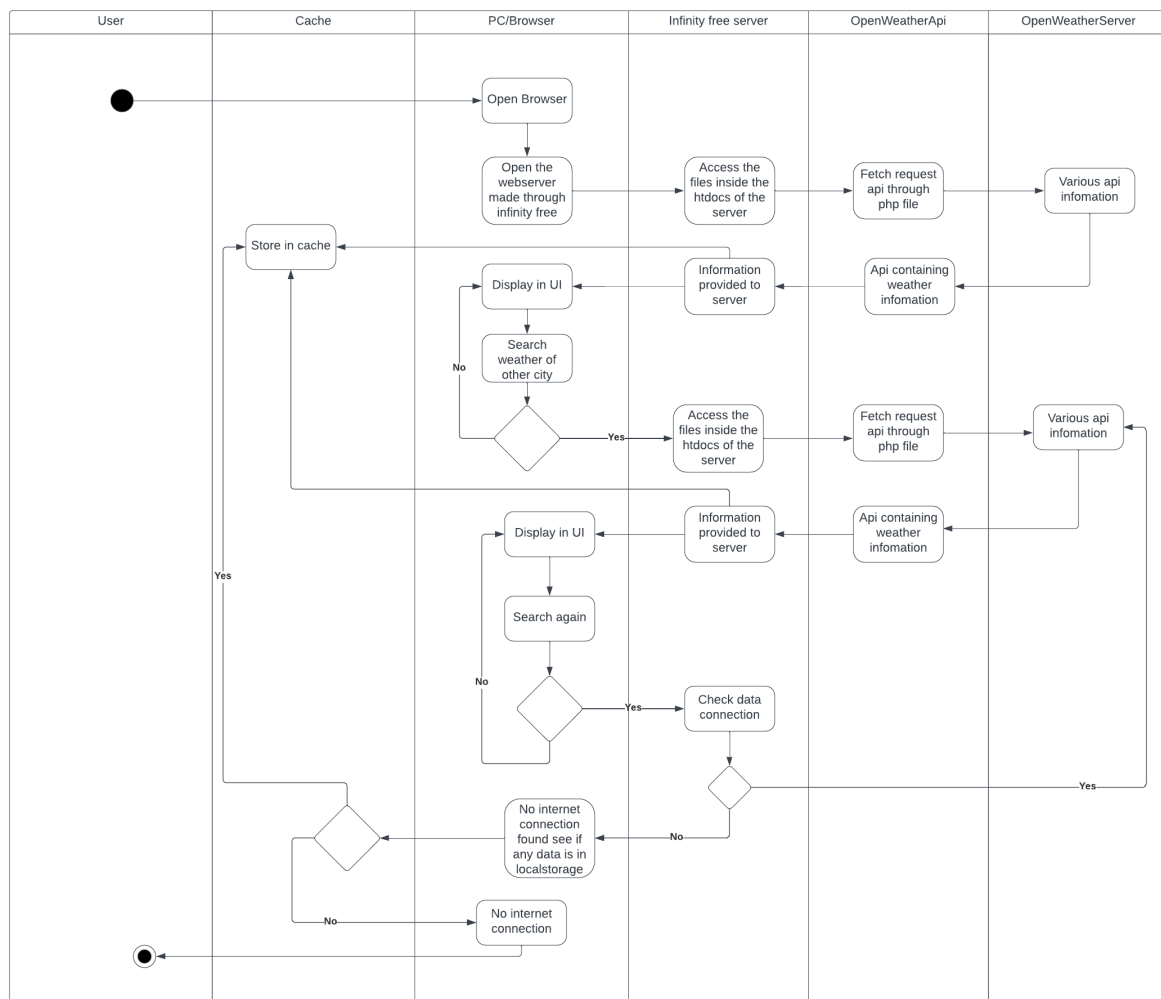 User
Cache
PC/Browser
Infinity free server
OpenWeatherApi
OpenWeatherServer
Open Browser
Open the
webserver
made through
infinity free
Access the
files inside the
htdocs of the
server
Fetch request
api through
php file
Various api
infomation
Store in cache
Display in UI
Information
provided to
server
Api containing
weather
infomation
Search
weather of
other city
No
Yes
Access the
files inside the
htdocs of the
server
Fetch request
api through
php file
Various api
infomation
Display in UI
Information
provided to
server
Api containing
weather
infomation
Yes
Search again
No
Yes
Check data
connection
Yes
No internet
connection
found see if
any data is in
localstorage
No
No
No internet
connection